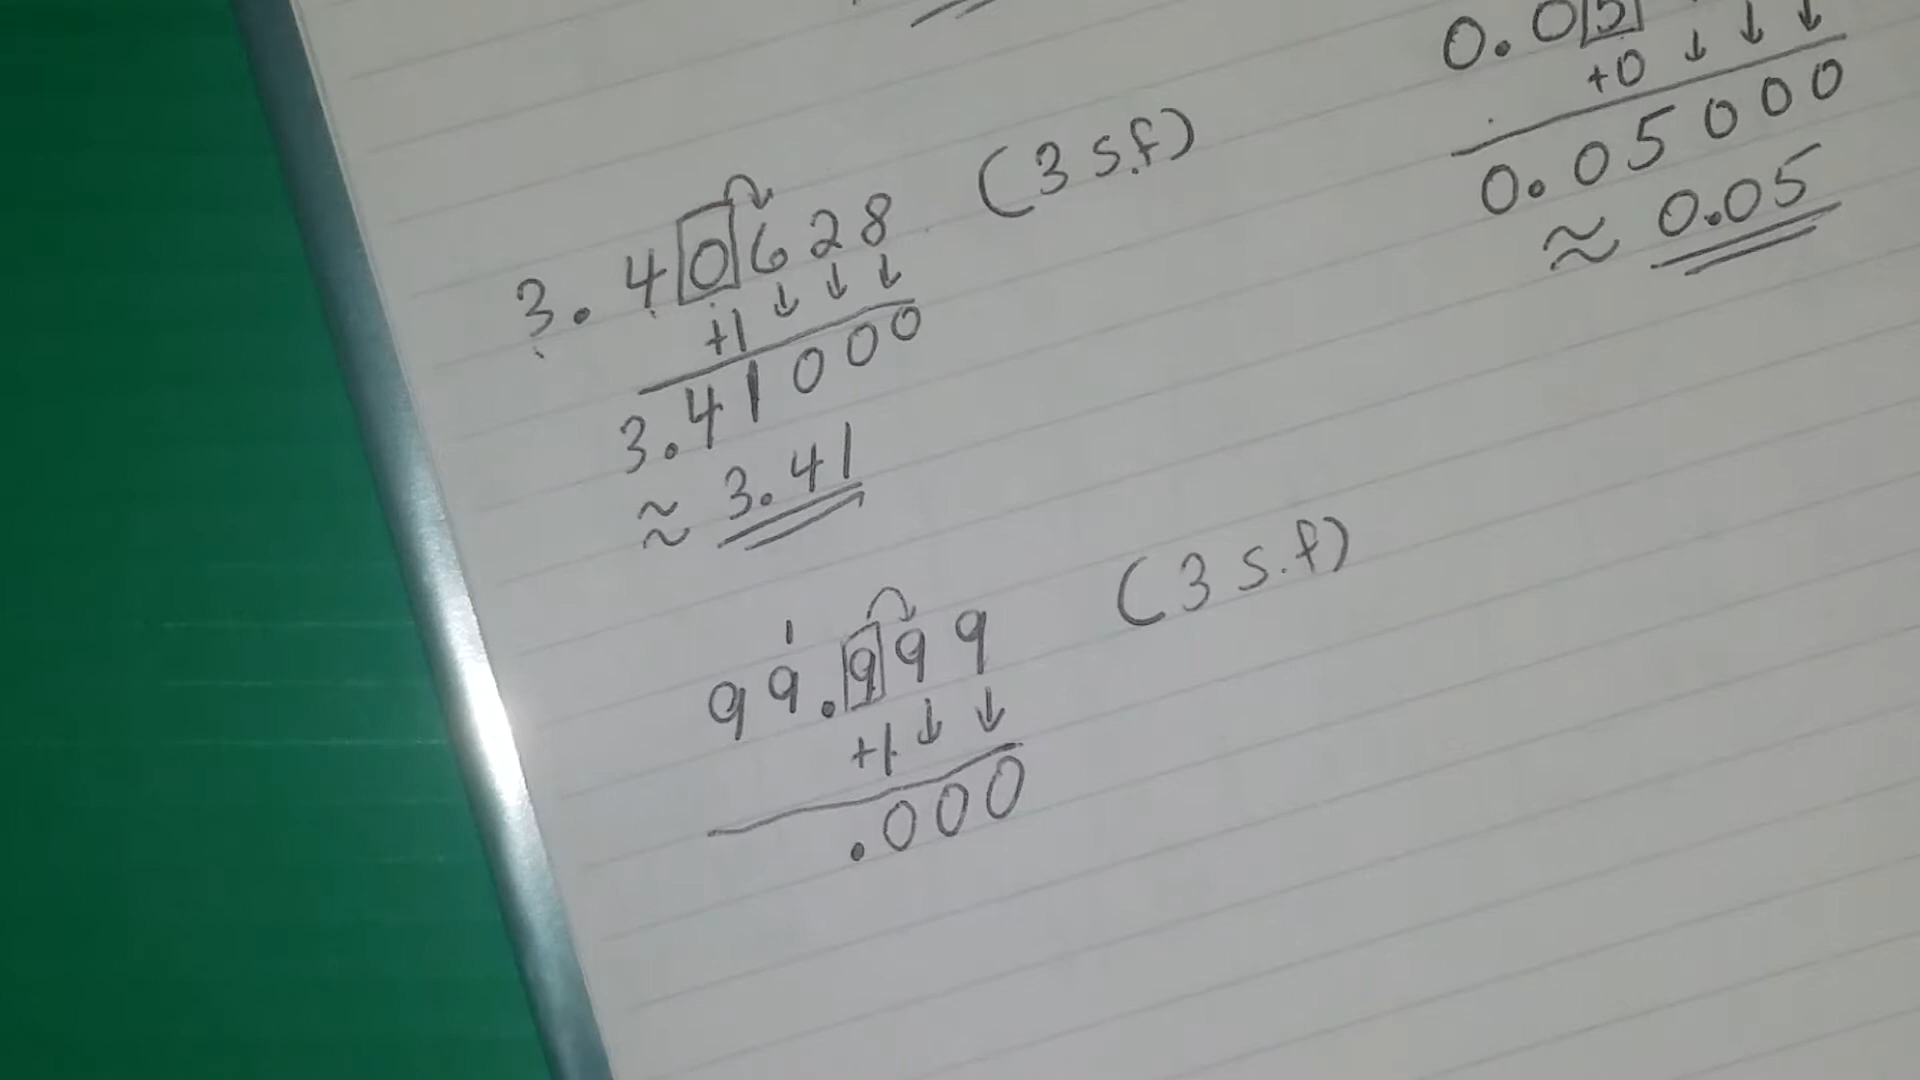 3.40628 (3 s.f)
+1 ↓ ↓ ↓
3.41000
≈ 3.41
1
99.999 (3 s.f)
+1 ↓ ↓
.000
0.05
+0 ↓ ↓ ↓
0.05000
≈ 0.05